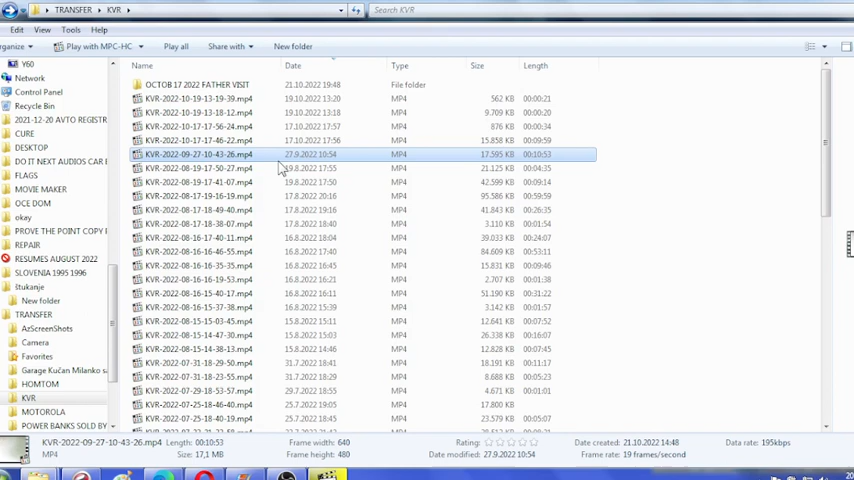 TRANSFER KVR Search KVR
Edit View Tools Help
organize Play with MPC-HC Play all Share with New folder
Name Date Type Size Length
Y60
Network
Control Panel
Recycle Bin
2021-12-20 AVTO REGISTR
CURE
DESKTOP
DO IT NEXT AUDIOS CAR E
FLAGS
MOVIE MAKER
OCE DOM
okay
PROVE THE POINT COPY E
REPAIR
RESUMES AUGUST 2022
SLOVENIA 1995 1996
štukanje
New folder
TRANSFER
AzScreenShots
Camera
Favorites
Garage Kučan Milanko sa
HOMTOM
KVR
MOTOROLA
POWER BANKS SOLD BY
OCTOB 17 2022 FATHER VISIT 21.10.2022 19:48 File folder
KVR-2022-10-19-13-19-39.mp4 19.10.2022 13:20 MP4 562 KB 00:00:21
KVR-2022-10-19-13-18-12.mp4 19.10.2022 13:18 MP4 9.709 KB 00:00:20
KVR-2022-10-17-17-56-24.mp4 17.10.2022 17:57 MP4 876 KB 00:00:34
KVR-2022-10-17-17-46-22.mp4 17.10.2022 17:56 MP4 15.858 KB 00:09:59
KVR-2022-09-27-10-43-26.mp4 27.9.2022 10:54 MP4 17.595 KB 00:10:53
KVR-2022-08-19-17-50-27.mp4 19.8.2022 17:55 MP4 21.125 KB 00:04:35
KVR-2022-08-19-17-41-07.mp4 19.8.2022 17:50 MP4 42.599 KB 00:09:14
KVR-2022-08-17-19-16-19.mp4 17.8.2022 20:16 MP4 95.586 KB 00:59:59
KVR-2022-08-17-18-49-40.mp4 17.8.2022 19:16 MP4 41.843 KB 00:26:35
KVR-2022-08-17-18-38-07.mp4 17.8.2022 18:40 MP4 3.110 KB 00:01:54
KVR-2022-08-16-17-40-11.mp4 16.8.2022 18:04 MP4 39.033 KB 00:24:07
KVR-2022-08-16-16-46-55.mp4 16.8.2022 17:40 MP4 84.609 KB 00:53:11
KVR-2022-08-16-16-35-35.mp4 16.8.2022 16:45 MP4 15.831 KB 00:09:46
KVR-2022-08-16-16-19-53.mp4 16.8.2022 16:21 MP4 2.707 KB 00:01:38
KVR-2022-08-16-15-40-17.mp4 16.8.2022 16:11 MP4 51.190 KB 00:31:22
KVR-2022-08-16-15-37-38.mp4 16.8.2022 15:39 MP4 3.142 KB 00:01:57
KVR-2022-08-15-15-03-45.mp4 15.8.2022 15:11 MP4 12.641 KB 00:07:52
KVR-2022-08-15-14-47-30.mp4 15.8.2022 15:03 MP4 26.338 KB 00:16:07
KVR-2022-08-15-14-38-13.mp4 15.8.2022 14:46 MP4 12.828 KB 00:07:45
KVR-2022-07-31-18-29-50.mp4 31.7.2022 18:41 MP4 18.509 KB 00:11:17
KVR-2022-07-31-18-23-55.mp4 31.7.2022 18:29 MP4 8.688 KB 00:05:23
KVR-2022-07-29-18-53-57.mp4 29.7.2022 18:55 MP4 4.601 KB 00:01:01
KVR-2022-07-25-18-46-40.mp4 25.7.2022 19:05 MP4 17.800 KB
KVR-2022-07-25-18-40-19.mp4 25.7.2022 18:45 MP4 23.579 KB 00:05:07
KVR-2022-09-27-10-43-26.mp4 Length: 00:10:53 Frame width: 640 Rating: Date created: 21.10.2022 14:48 Data rate: 195kbps
MP4 Size: 17,1 MB Frame height: 480 Date modified: 27.9.2022 10:54 Frame rate: 19 frames/second